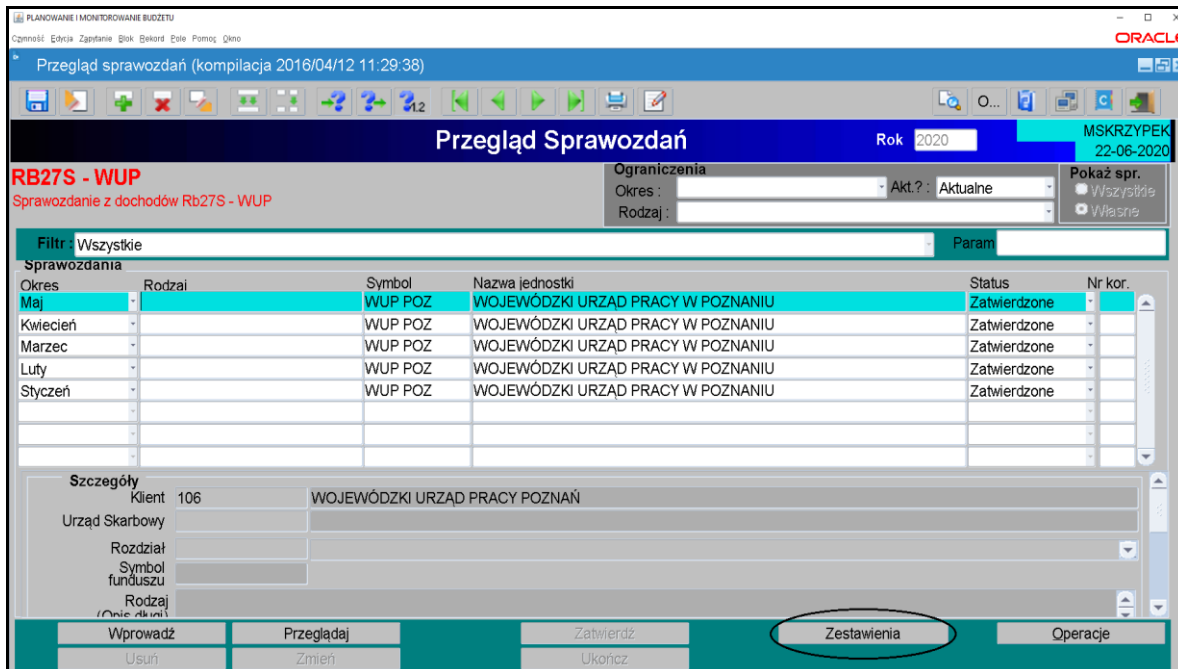 PLANOWANIE I MONITOROWANIE BUDŻETU
Czynność Edycja Zapytanie Blok Rekord Pole Pomoc Okno
ORACLE
Przegląd sprawozdań (kompilacja 2016/04/12 11:29:38)
1,2 O...
Przegląd Sprawozdań Rok 2020 MSKRZYPEK
22-06-2020
RB27S - WUP
Sprawozdanie z dochodów Rb27S - WUP
Ograniczenia
Okres : Akt.? : Aktualne
Rodzaj :
Pokaż spr.
Wszystkie
Własne
Filtr : Wszystkie Param
Sprawozdania
Okres Rodzaj Symbol Nazwa jednostki Status Nr kor.
Maj WUP POZ WOJEWÓDZKI URZĄD PRACY W POZNANIU Zatwierdzone
Kwiecień WUP POZ WOJEWÓDZKI URZĄD PRACY W POZNANIU Zatwierdzone
Marzec WUP POZ WOJEWÓDZKI URZĄD PRACY W POZNANIU Zatwierdzone
Luty WUP POZ WOJEWÓDZKI URZĄD PRACY W POZNANIU Zatwierdzone
Styczeń WUP POZ WOJEWÓDZKI URZĄD PRACY W POZNANIU Zatwierdzone
Szczegóły
Klient 106 WOJEWÓDZKI URZĄD PRACY POZNAŃ
Urząd Skarbowy
Rozdział
Symbol
funduszu
Rodzaj
(Opis długi)
Wprowadź Przeglądaj Zatwierdź Zestawienia Operacje
Usuń Zmień Ukończ